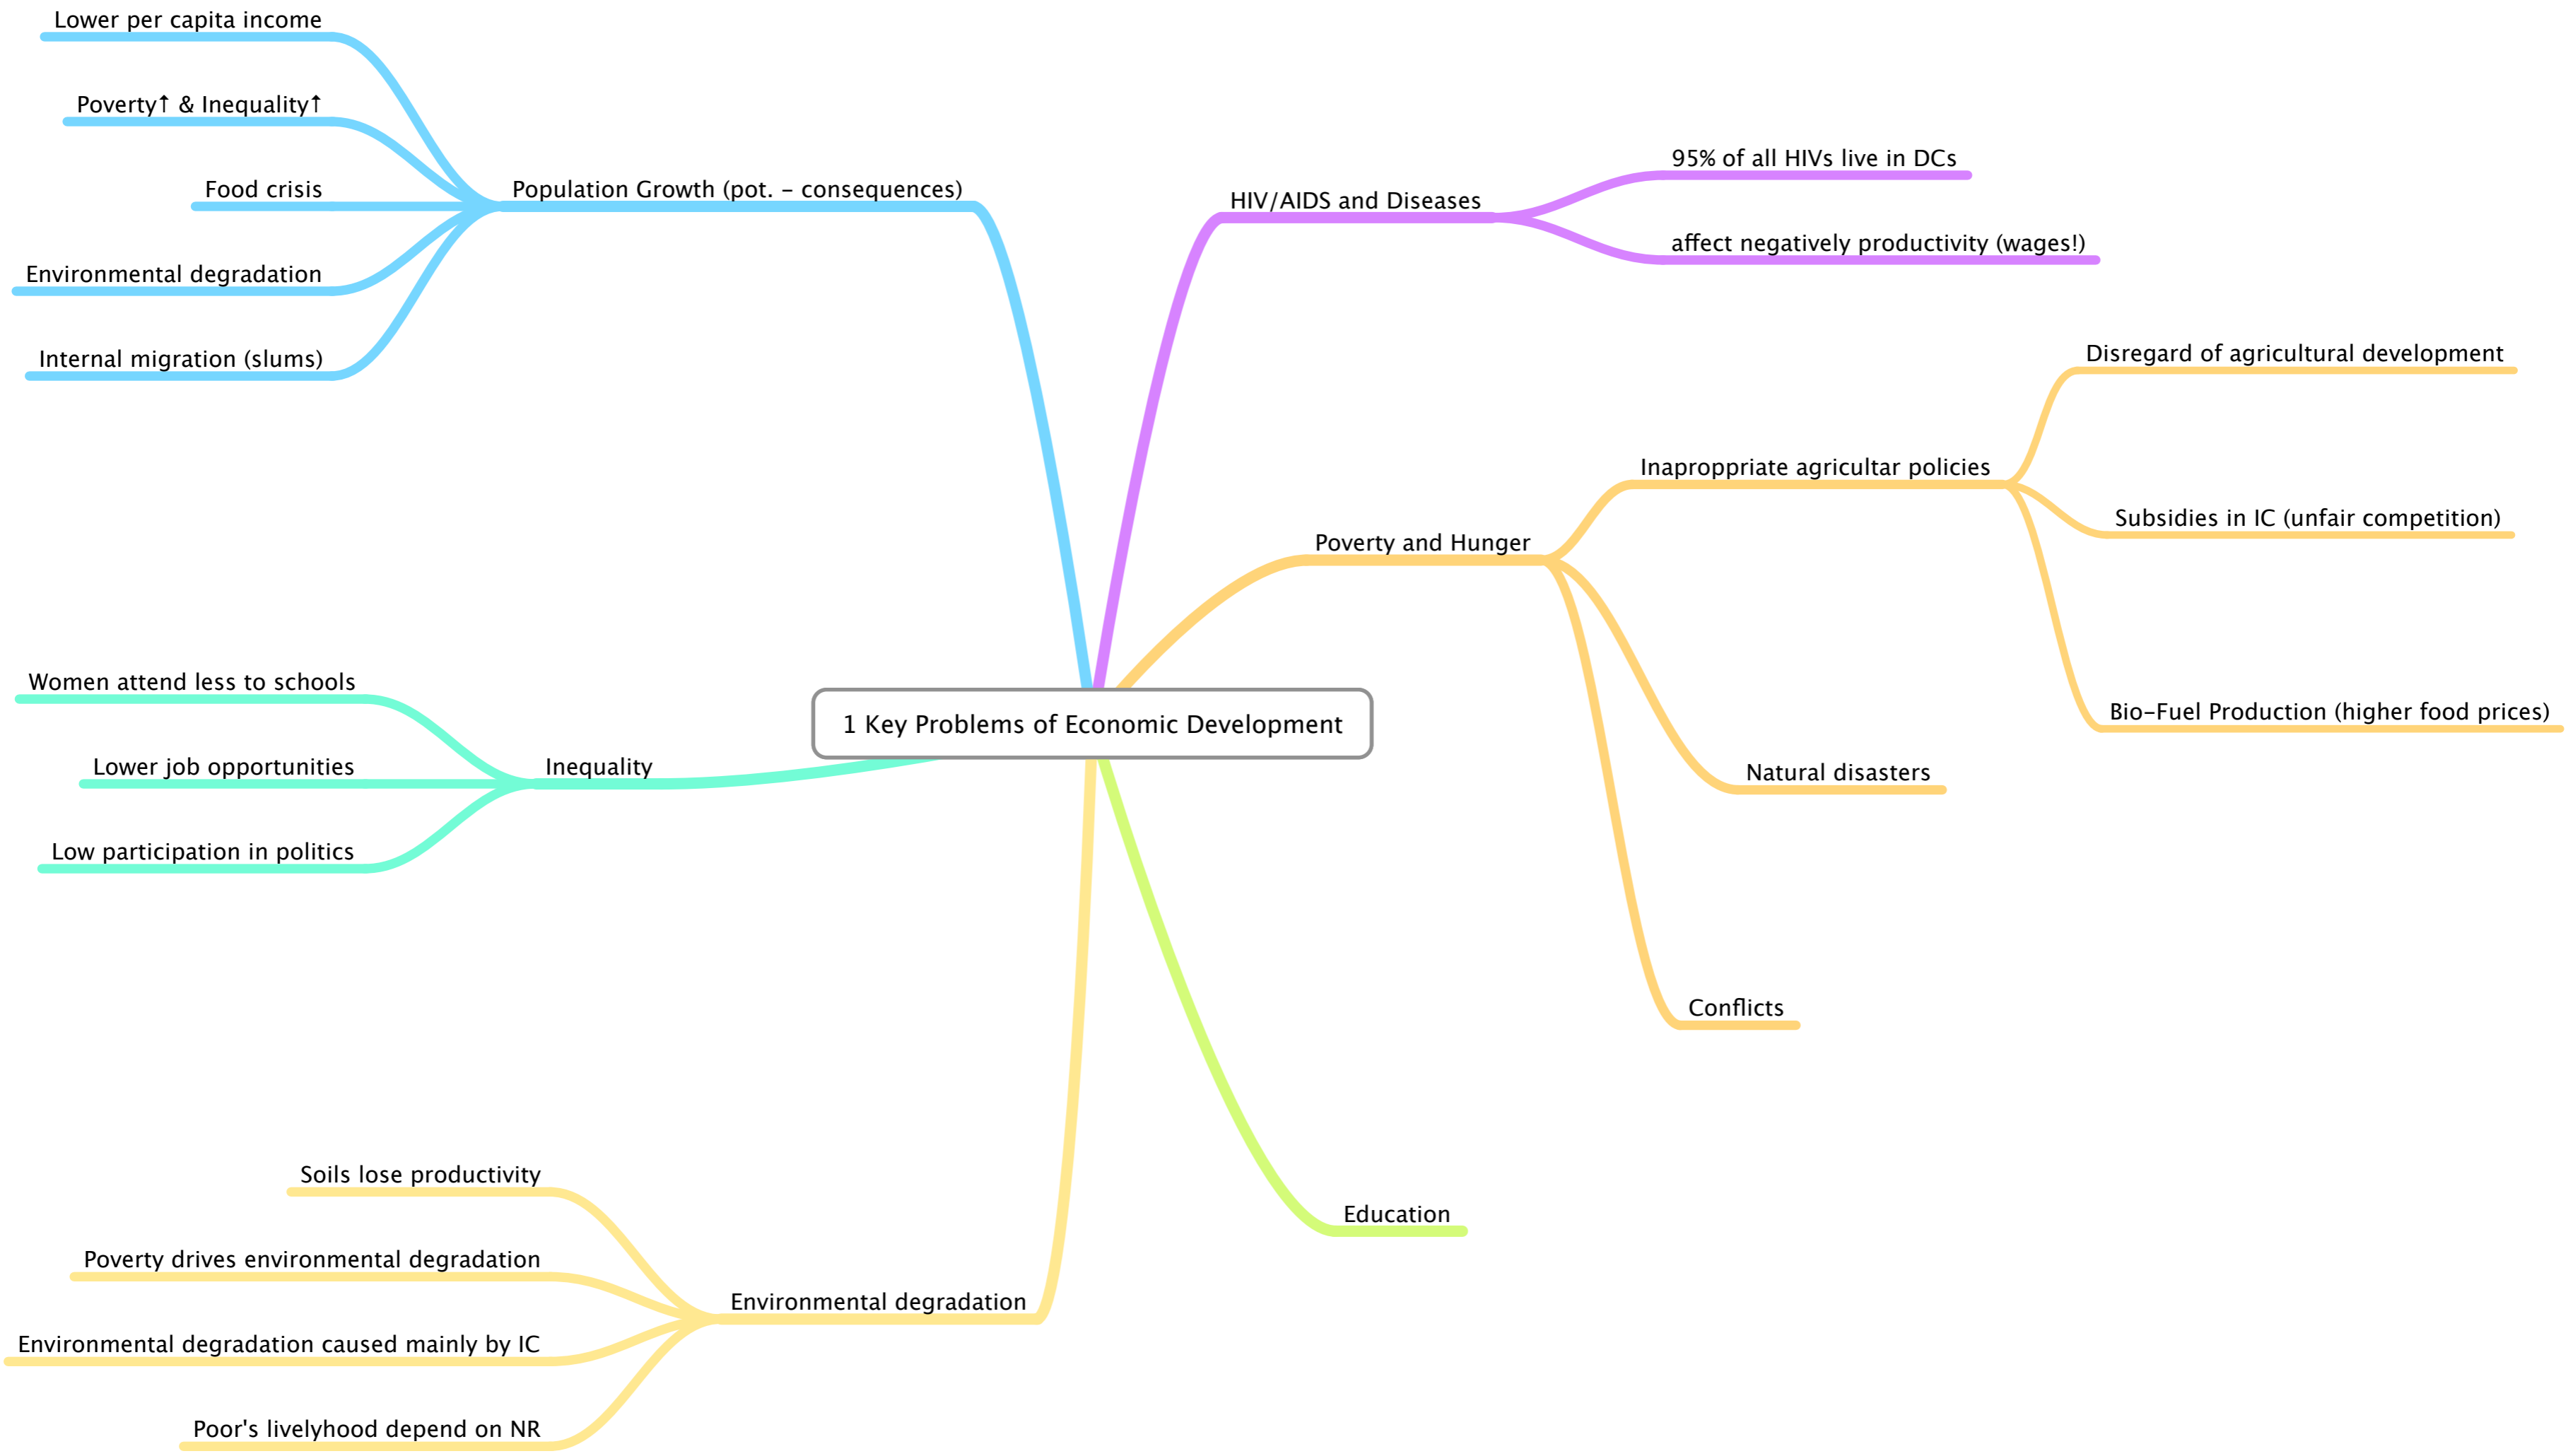 Lower per capita income
Poverty↑ & Inequality↑
Food crisis
Environmental degradation
Internal migration (slums)
Population Growth (pot. - consequences)
HIV/AIDS and Diseases
95% of all HIVs live in DCs
affect negatively productivity (wages!)
Poverty and Hunger
Inaproppriate agricultar policies
Disregard of agricultural development
Subsidies in IC (unfair competition)
Bio-Fuel Production (higher food prices)
Natural disasters
Conflicts
1 Key Problems of Economic Development
Women attend less to schools
Lower job opportunities
Low participation in politics
Inequality
Education
Soils lose productivity
Poverty drives environmental degradation
Environmental degradation caused mainly by IC
Poor's livelyhood depend on NR
Environmental degradation